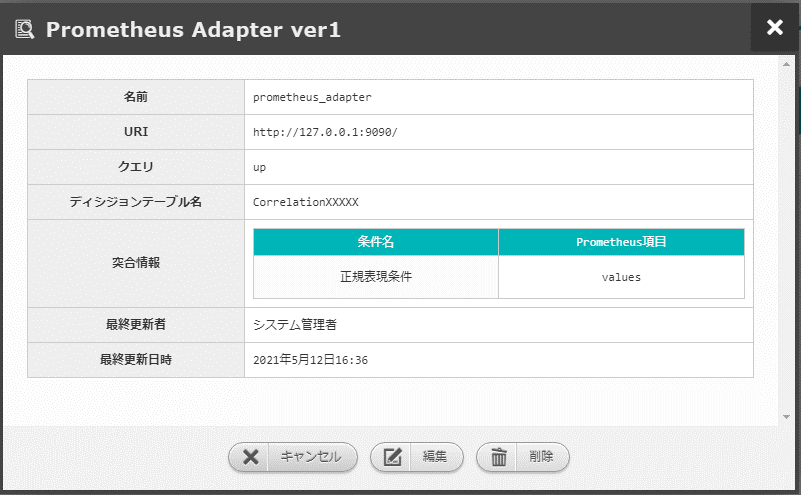 Prometheus Adapter ver1
名前 prometheus_adapter
URI http://127.0.0.1:9090/
クエリ up
ディシジョンテーブル名 CorrelationXXXXX
突合情報
条件名 Prometheus項目
正規表現条件 values
最終更新者 システム管理者
最終更新日時 2021年5月12日16:36
キャンセル 編集 削除